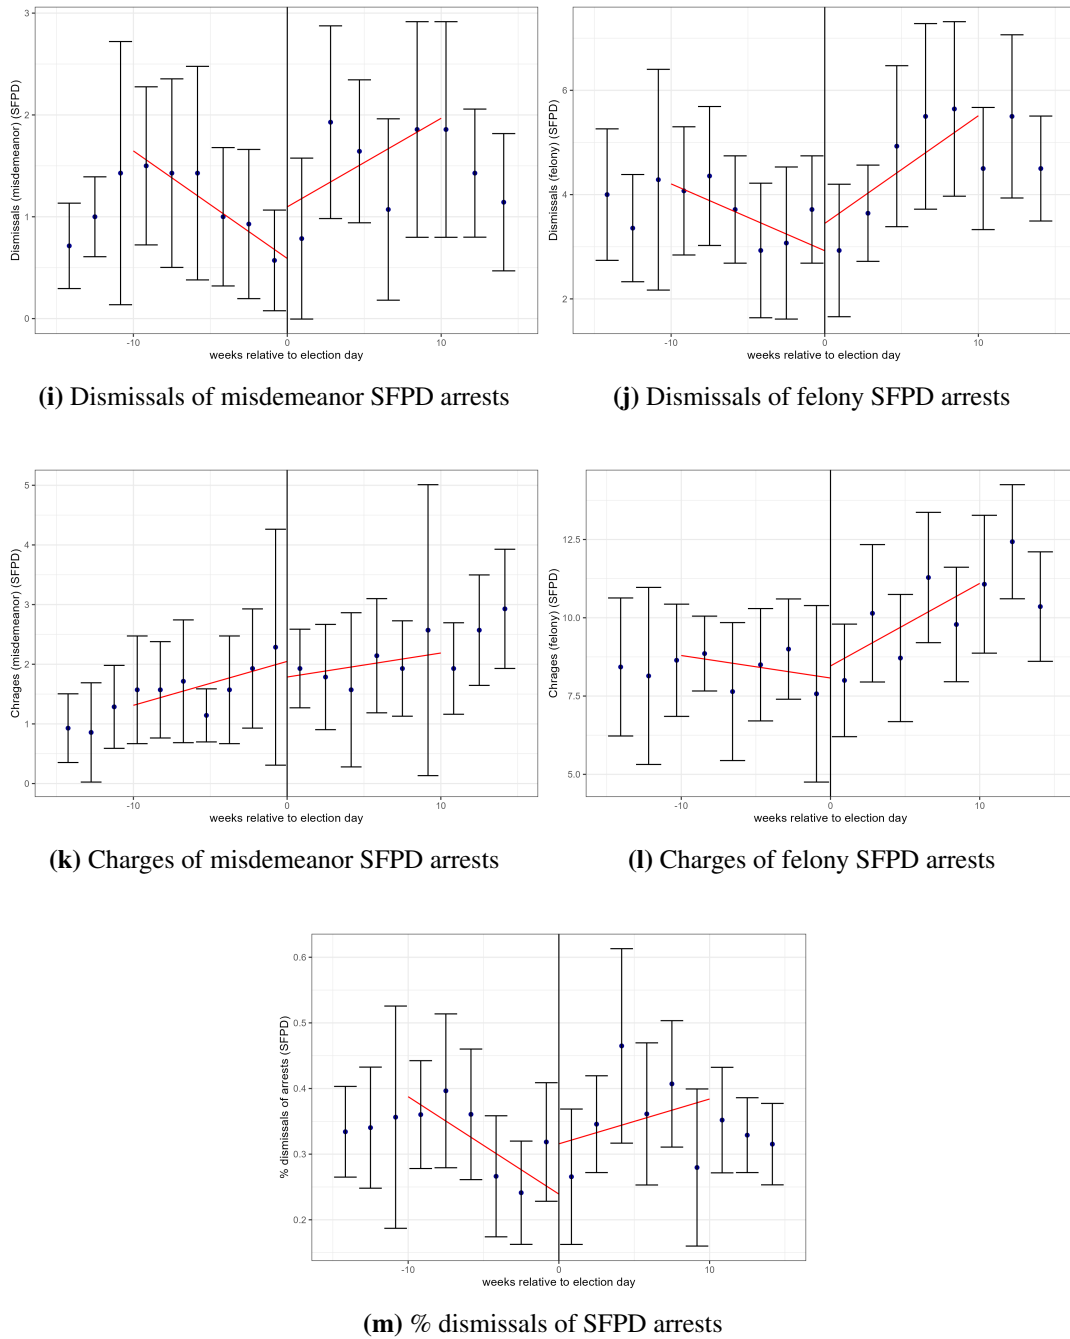 3
2
1
0
Dismissals (misdemeanor) (SFPD)
-10
0
10
weeks relative to election day
(i) Dismissals of misdemeanor SFPD arrests
6
4
2
Dismissals (felony) (SFPD)
-10
0
10
weeks relative to election day
(j) Dismissals of felony SFPD arrests
5
4
3
2
1
0
Chrages (misdemeanor) (SFPD)
-10
0
10
weeks relative to election day
(k) Charges of misdemeanor SFPD arrests
12.5
10.0
7.5
5.0
Chrages (felony) (SFPD)
-10
0
10
weeks relative to election day
(l) Charges of felony SFPD arrests
0.6
0.5
0.4
0.3
0.2
% dismissals of arrests (SFPD)
-10
0
10
weeks relative to election day
(m) % dismissals of SFPD arrests